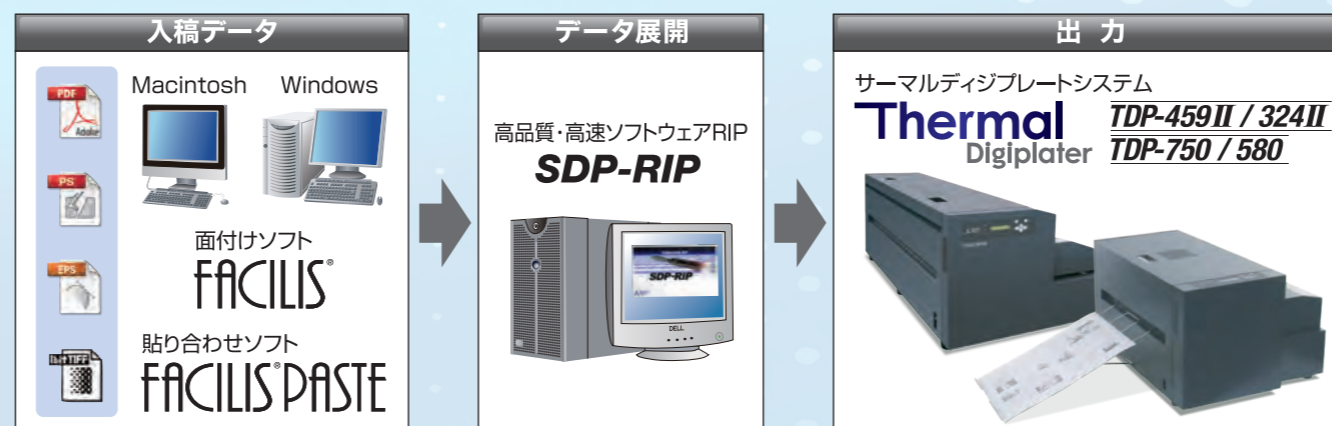 入稿データ
PDF
Adobe
PS
EPS
TIFF
Macintosh
Windows
面付けソフト
FACILIS®
貼り合わせソフト
FACILIS®PASTE
データ展開
高品質・高速ソフトウェアRIP
SDP-RIP
SDP-RIP
DELL
出力
サーマルディジプレートシステム
Thermal
Digiplater
TDP-459II / 324II
TDP-750 / 580